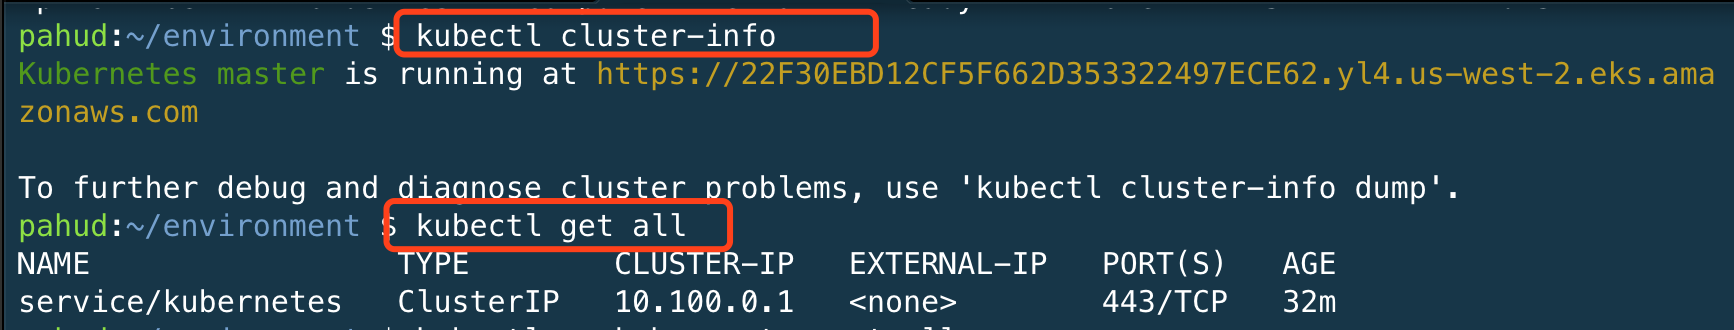 pahud:~/environment $ kubectl cluster-info
Kubernetes master is running at https://22F30EBD12CF5F662D353322497ECE62.yl4.us-west-2.eks.ama
zonaws.com
To further debug and diagnose cluster problems, use 'kubectl cluster-info dump'.
pahud:~/environment $ kubectl get all
NAME TYPE CLUSTER-IP EXTERNAL-IP PORT(S) AGE
service/kubernetes ClusterIP 10.100.0.1 <none> 443/TCP 32m